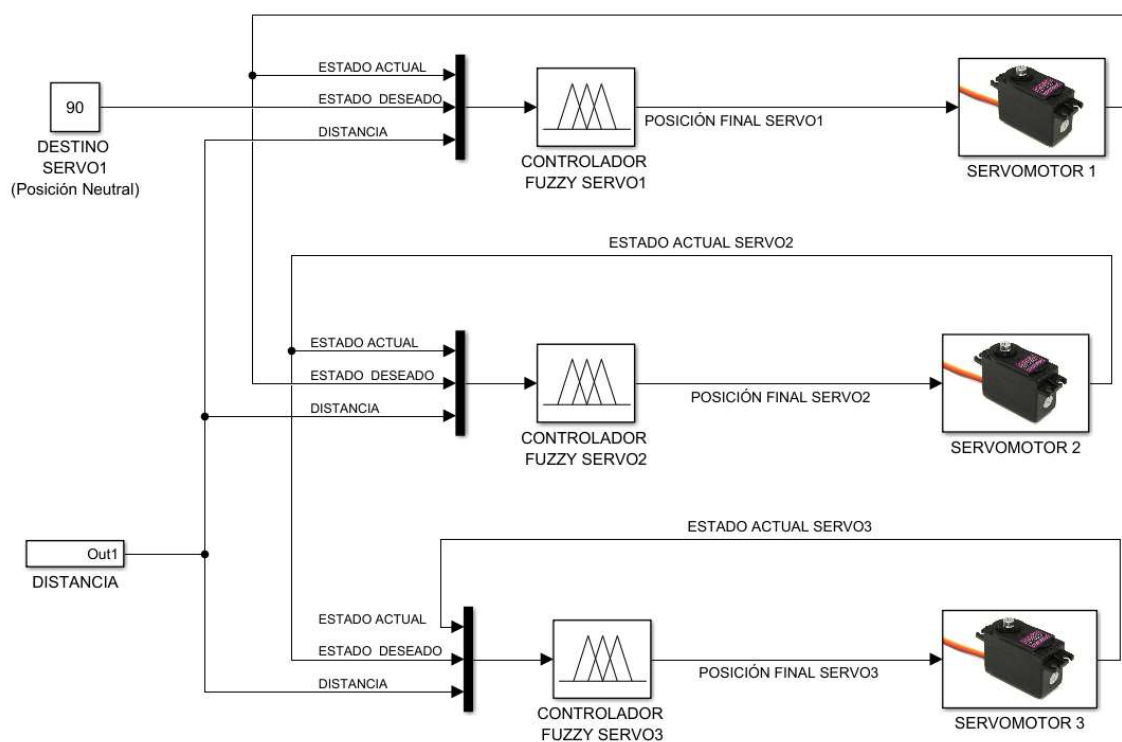 ESTADO ACTUAL
ESTADO DESEADO
DISTANCIA
90
DESTINO
SERVO1
(Posición Neutral)
CONTROLADOR
FUZZY SERVO1
POSICIÓN FINAL SERVO1
SERVOMOTOR 1
ESTADO ACTUAL SERVO2
ESTADO ACTUAL
ESTADO DESEADO
DISTANCIA
CONTROLADOR
FUZZY SERVO2
POSICIÓN FINAL SERVO2
SERVOMOTOR 2
ESTADO ACTUAL SERVO3
Out1
DISTANCIA
ESTADO ACTUAL
ESTADO DESEADO
DISTANCIA
CONTROLADOR
FUZZY SERVO3
POSICIÓN FINAL SERVO3
SERVOMOTOR 3